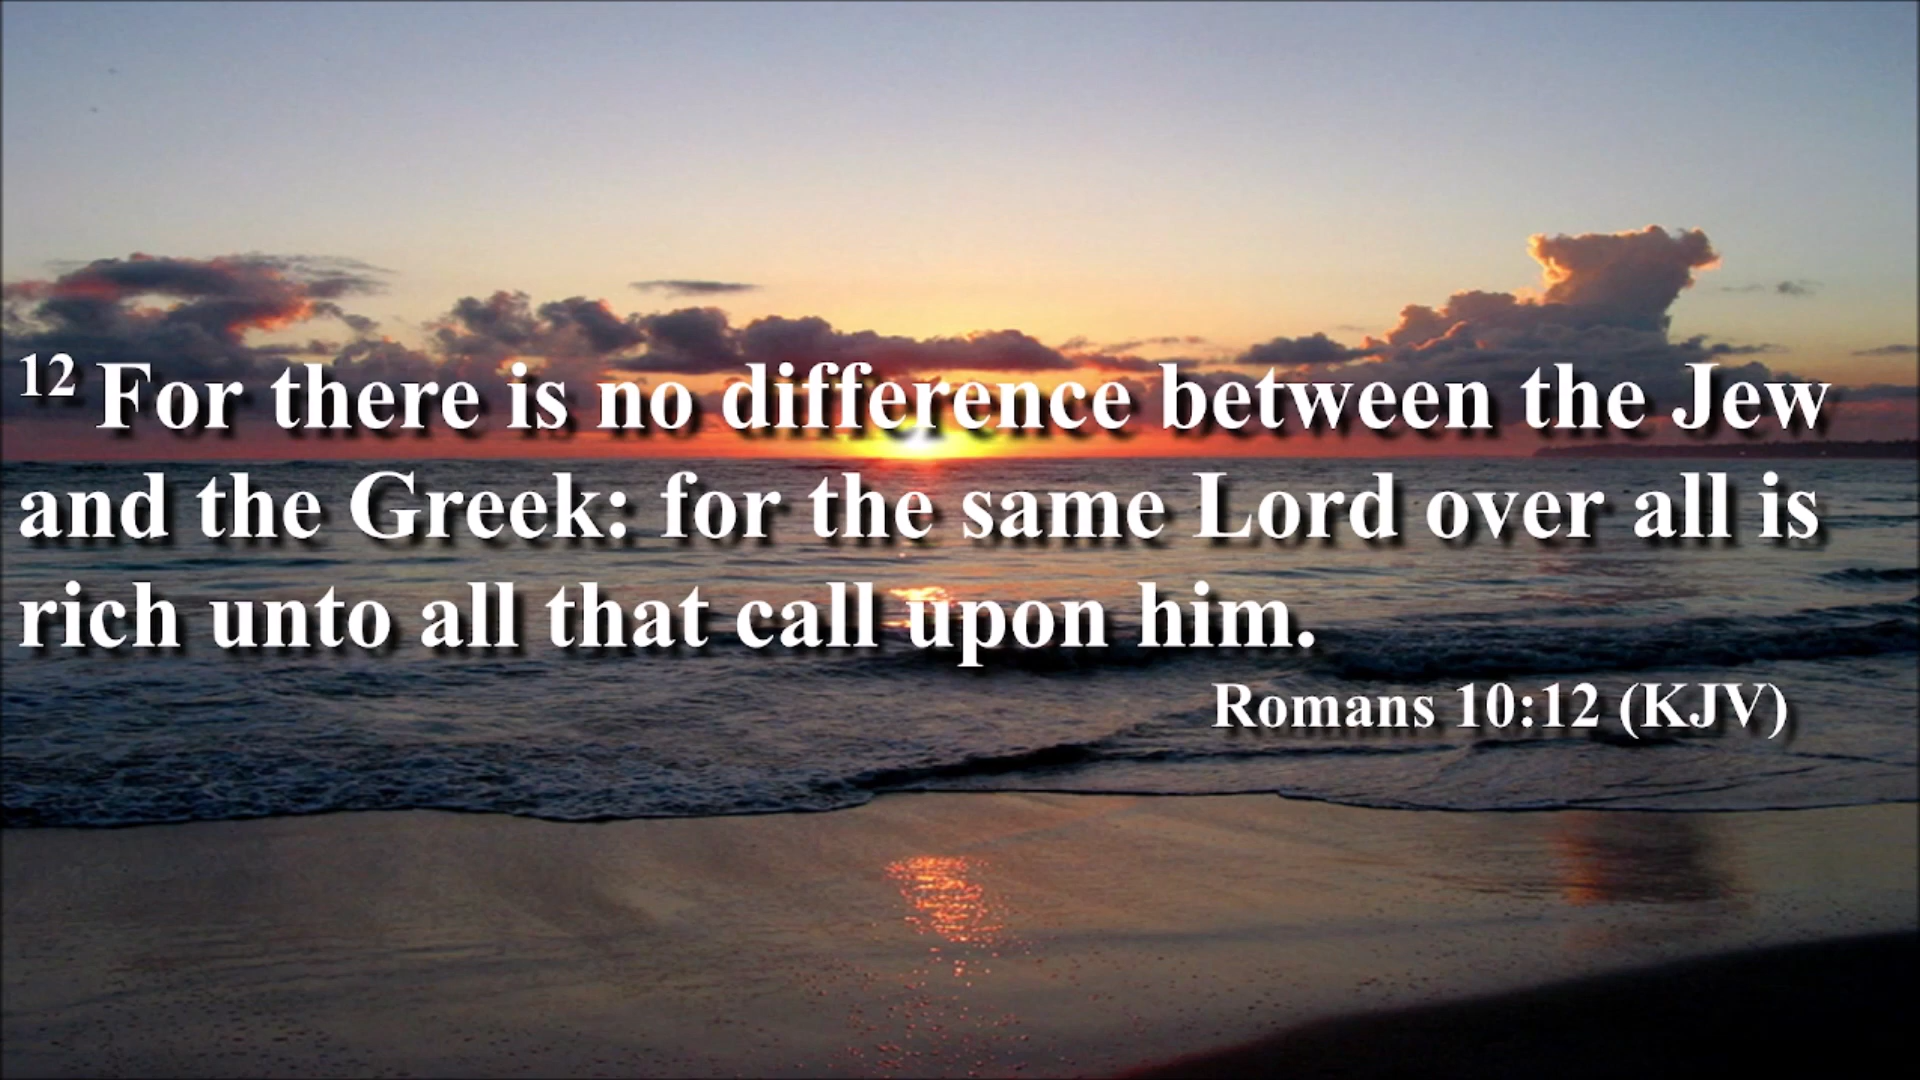 12 For there is no difference between the Jew
and the Greek: for the same Lord over all is
rich unto all that call upon him.
Romans 10:12 (KJV)